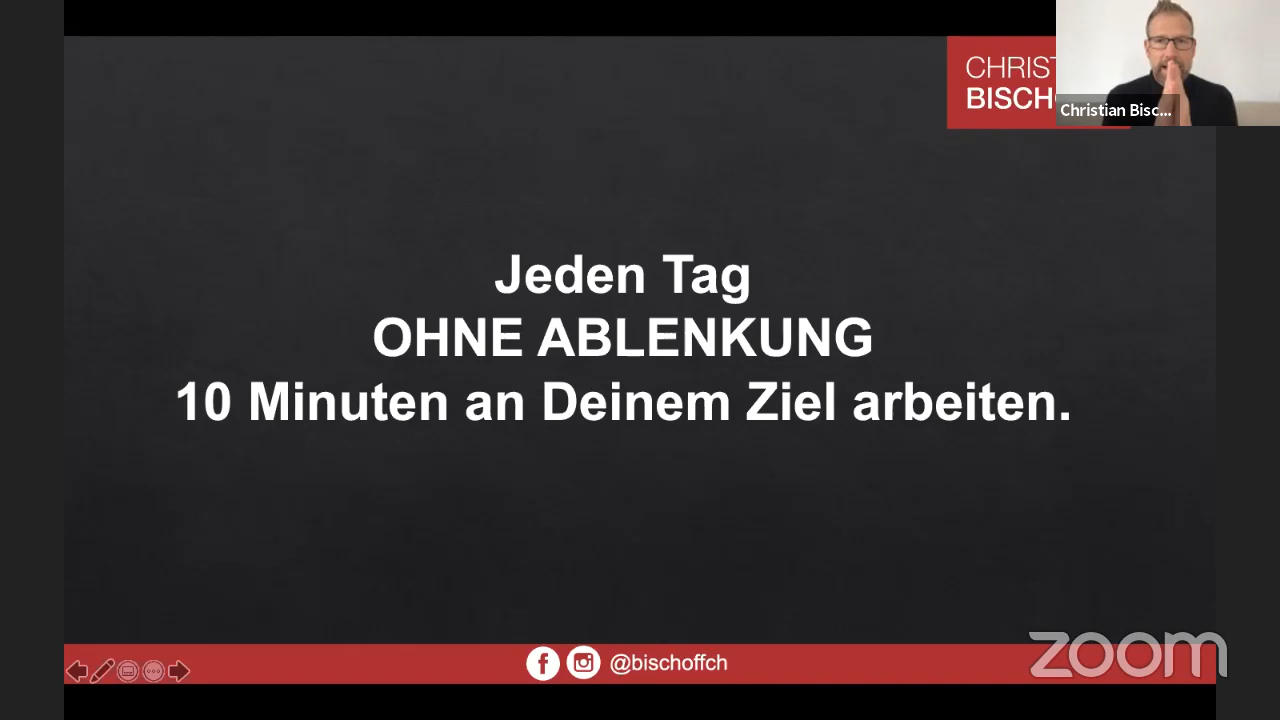 CHRIST
BISCH
Christian Bisc...
Jeden Tag
OHNE ABLENKUNG
10 Minuten an Deinem Ziel arbeiten.
@bischoffch
zoom